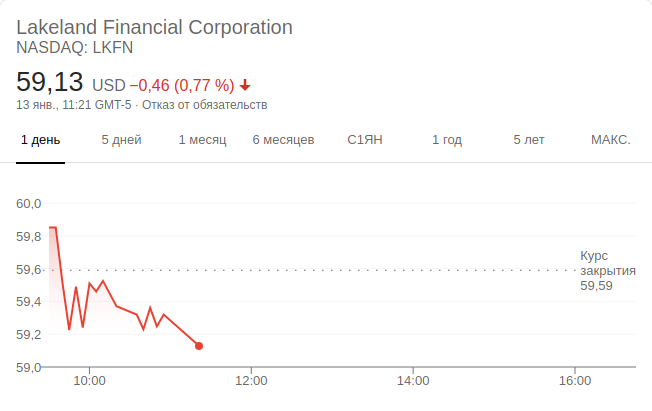 Lakeland Financial Corporation
NASDAQ: LKFN
59,13 USD −0,46 (0,77 %)
13 янв., 11:21 GMT-5 · Отказ от обязательств
1 день 5 дней 1 месяц 6 месяцев С1ЯН 1 год 5 лет МАКС.
60,0
59,8
Курс
59,6 закрытия
59,59
59,4
59,2
59,0
10:00 12:00 14:00 16:00